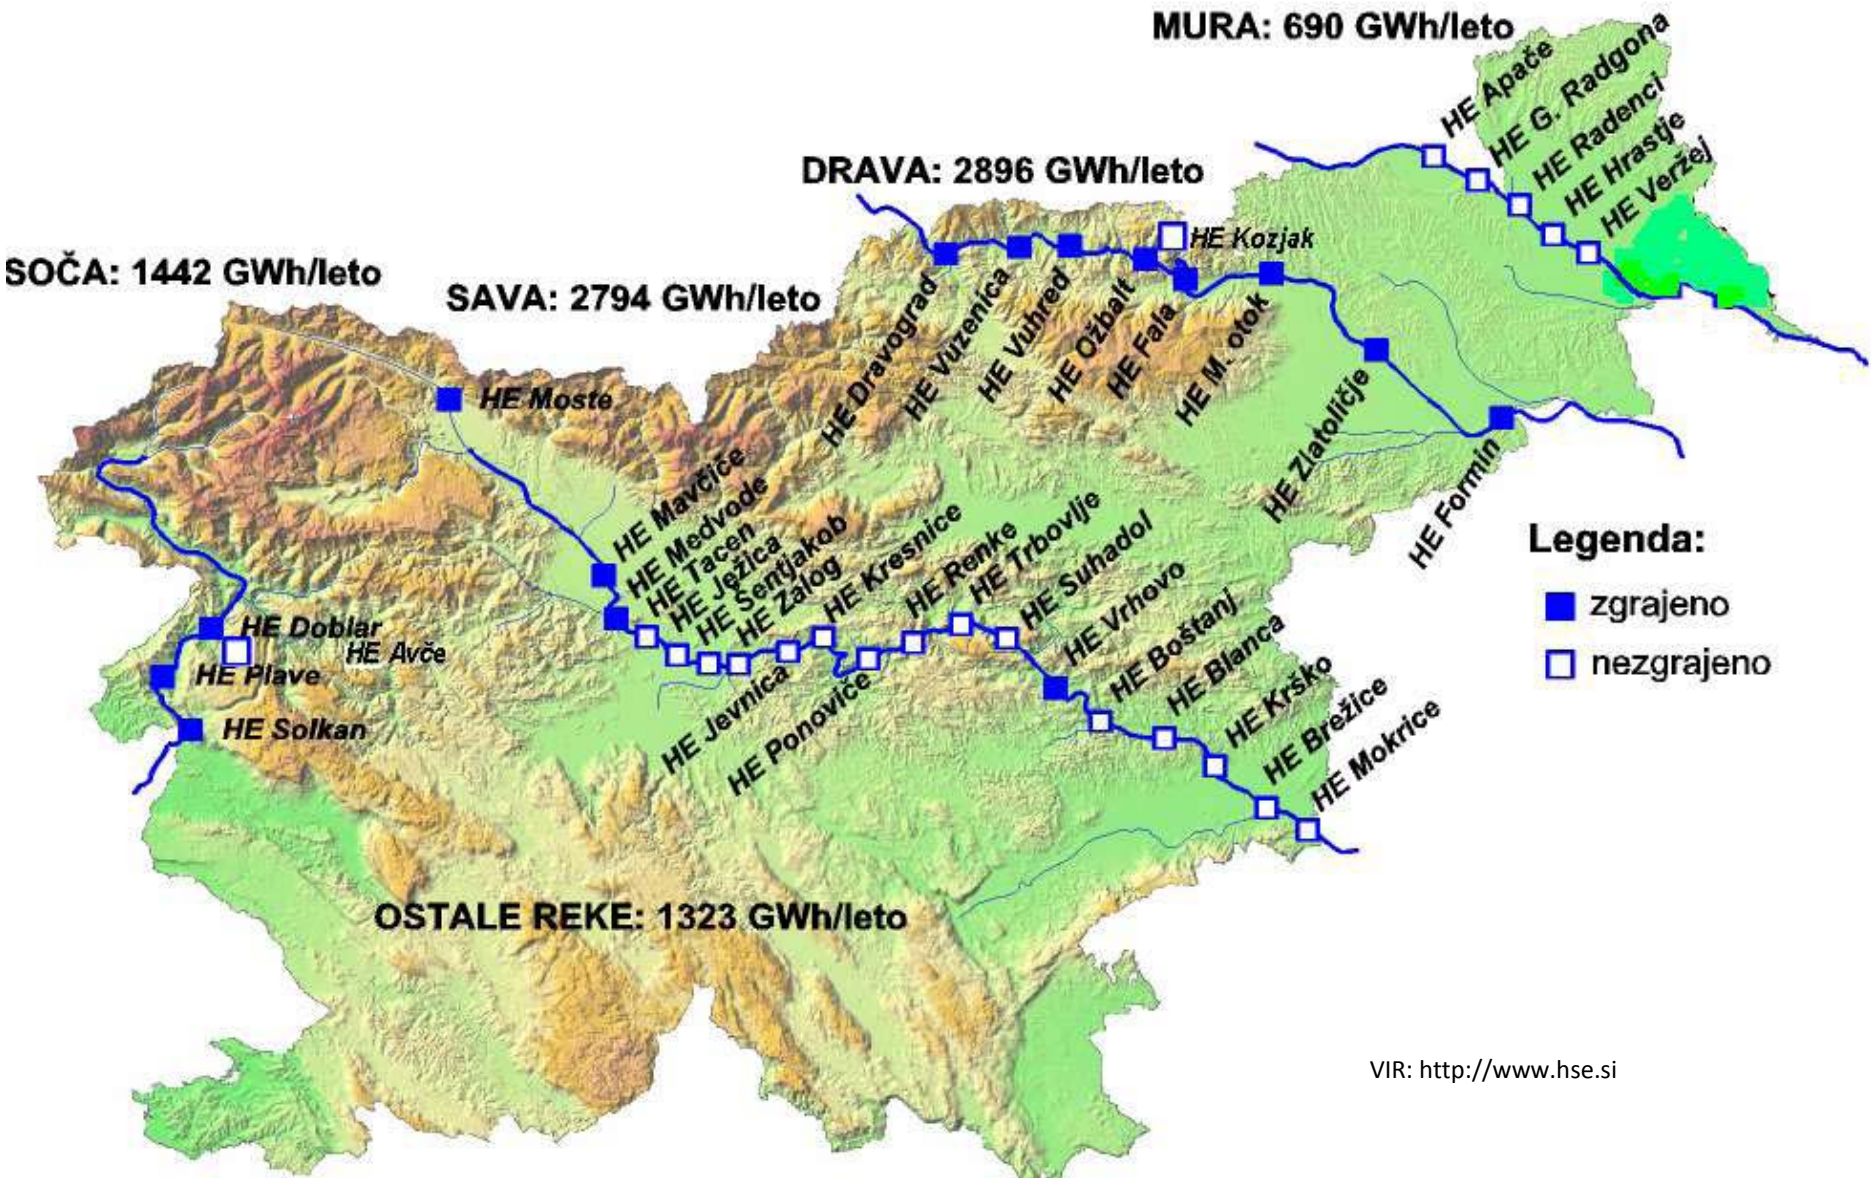 MURA: 690 GWh/leto
HE Apače
HE G. Radgona
HE Radenci
HE Hrastje
HE Veržej
DRAVA: 2896 GWh/leto
HE Kozjak
HE Dravograd
HE Vuzenica
HE Vuhred
HE Ožbalt
HE Fala
HE M. otok
HE Zlatoličje
HE Formin
SOČA: 1442 GWh/leto
SAVA: 2794 GWh/leto
HE Moste
HE Mavčiče
HE Medvode
HE Tacen
HE Ježica
HE Šentjakob
HE Zalog
HE Kresnice
HE Renke
HE Trbovlje
HE Suhadol
HE Vrhovo
HE Boštanj
HE Blanca
HE Krško
HE Brežice
HE Mokrice
HE Jevnica
HE Ponoviče
HE Doblar
HE Avče
HE Plave
HE Solkan
Legenda:
zgrajeno
nezgrajeno
OSTALE REKE: 1323 GWh/leto
VIR: http://www.hse.si